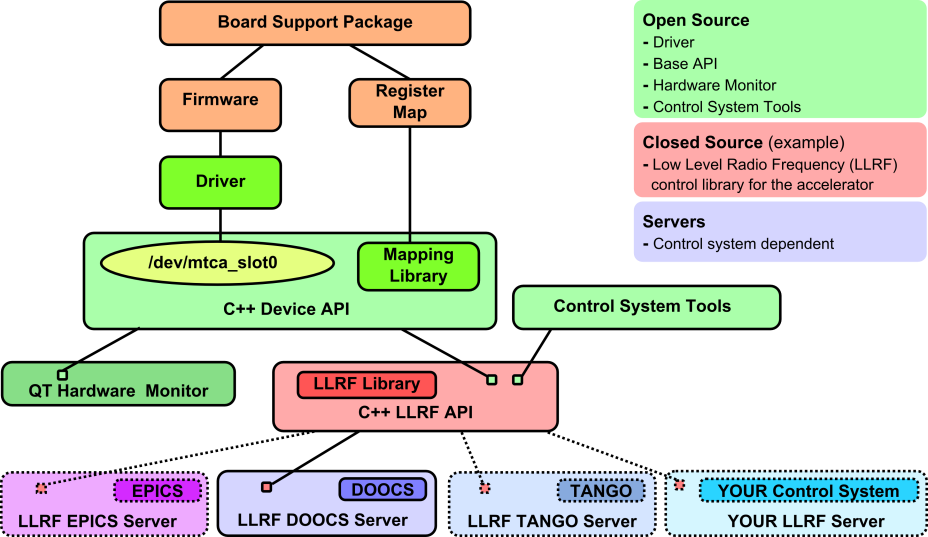 Board Support Package
Firmware
Register
Map
Driver
/dev/mtca_slot0
Mapping
Library
C++ Device API
Control System Tools
QT Hardware Monitor
LLRF Library
C++ LLRF API
EPICS
LLRF EPICS Server
DOOCS
LLRF DOOCS Server
TANGO
LLRF TANGO Server
YOUR Control System
YOUR LLRF Server
Open Source
- Driver
- Base API
- Hardware Monitor
- Control System Tools
Closed Source (example)
- Low Level Radio Frequency (LLRF)
control library for the accelerator
Servers
- Control system dependent